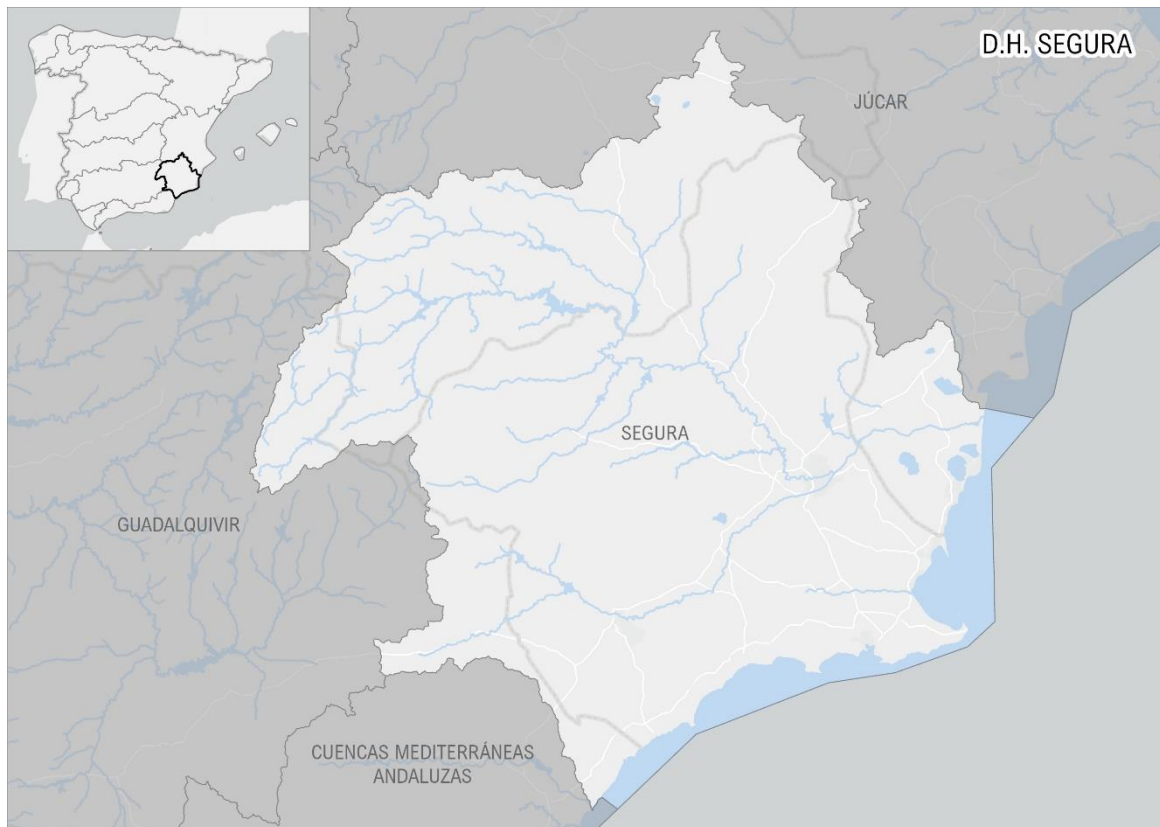 D.H. SEGURA
JÚCAR
SEGURA
GUADALQUIVIR
CUENCAS MEDITERRÁNEAS
ANDALUZAS